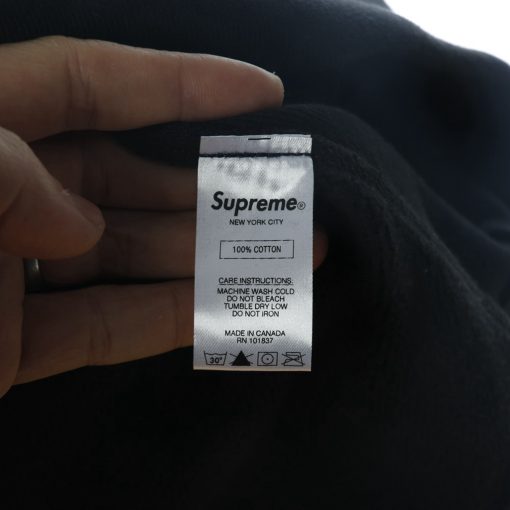 Supreme®
NEW YORK CITY
100% COTTON
CARE INSTRUCTIONS:
MACHINE WASH COLD
DO NOT BLEACH
TUMBLE DRY LOW
DO NOT IRON
MADE IN CANADA
RN 101837
30°